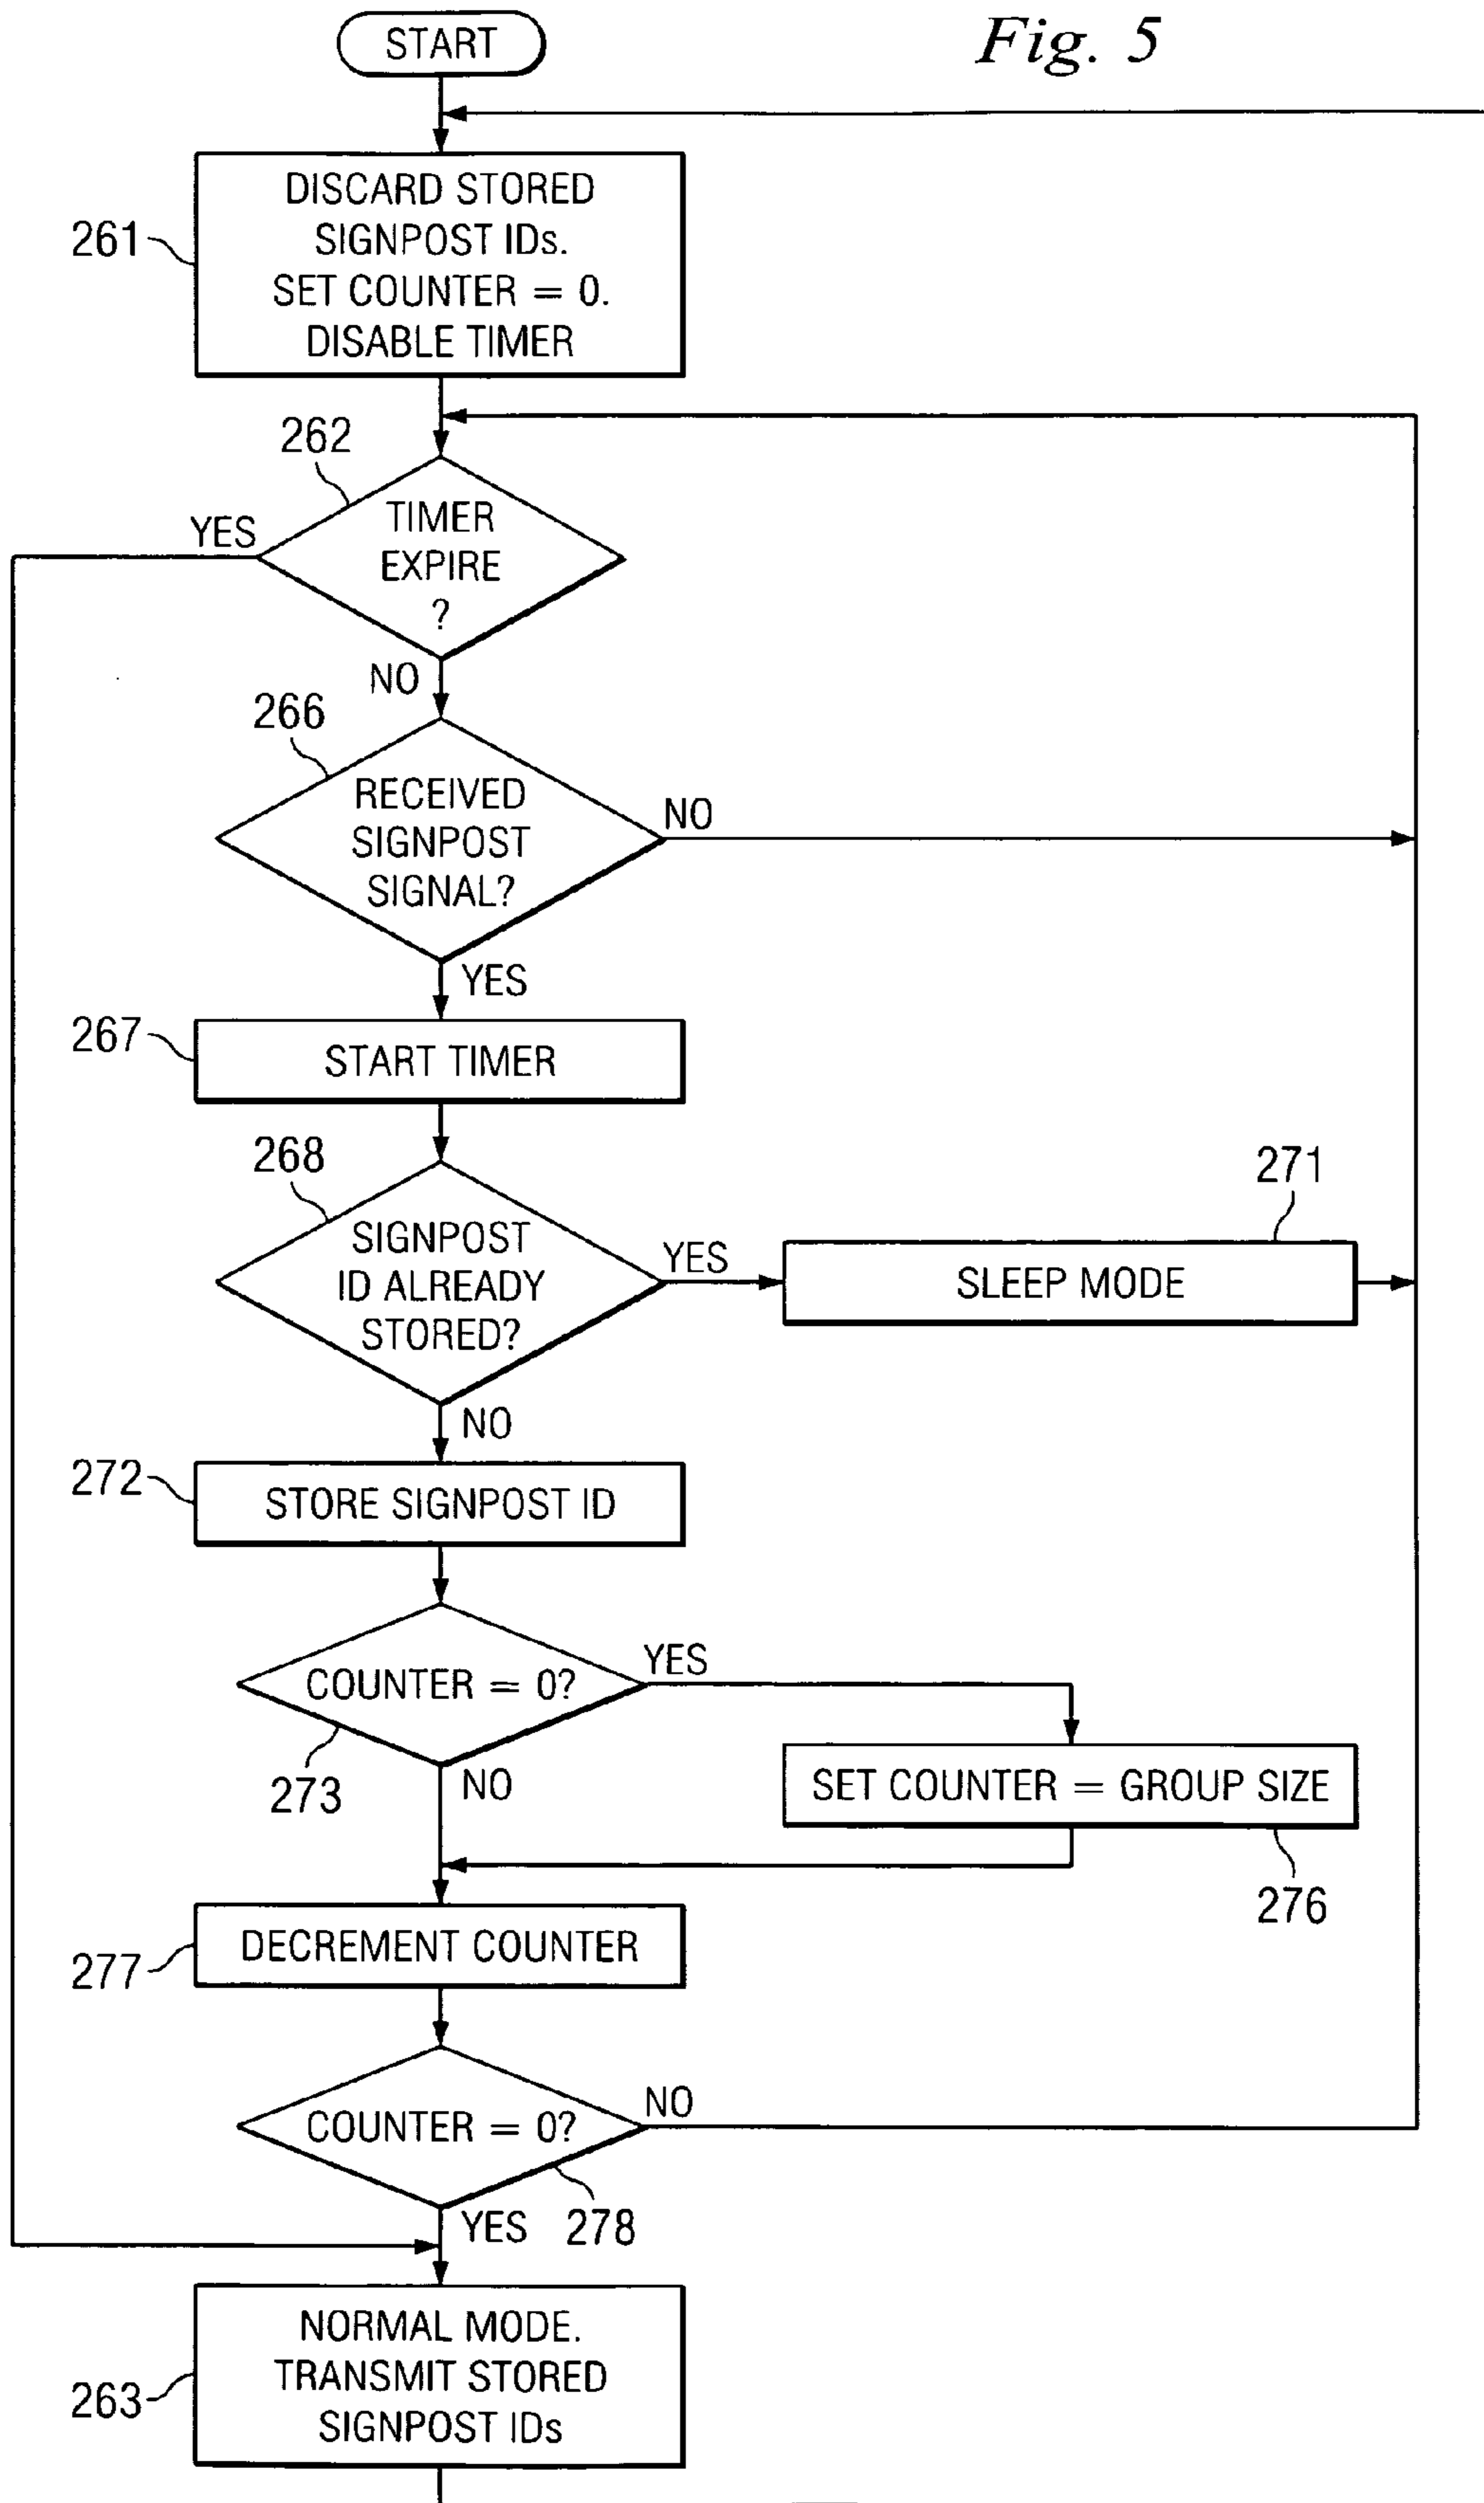 START
Fig. 5
DISCARD STORED
SIGNPOST IDs.
SET COUNTER = 0.
DISABLE TIMER
261
262
TIMER
EXPIRE
?
YES
NO
266
RECEIVED
SIGNPOST
SIGNAL?
NO
YES
267
START TIMER
268
SIGNPOST
ID ALREADY
STORED?
YES
271
SLEEP MODE
NO
272
STORE SIGNPOST ID
COUNTER = 0?
YES
273
NO
SET COUNTER = GROUP SIZE
276
277
DECREMENT COUNTER
COUNTER = 0?
NO
YES
278
263
NORMAL MODE.
TRANSMIT STORED
SIGNPOST IDs